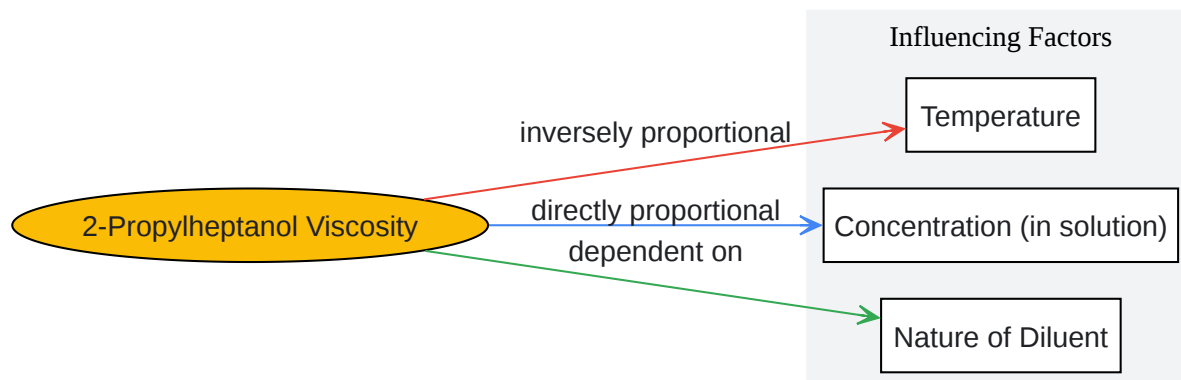 Influencing Factors
Temperature
inversely proportional
2-Propylheptanol Viscosity
directly proportional
Concentration (in solution)
dependent on
Nature of Diluent